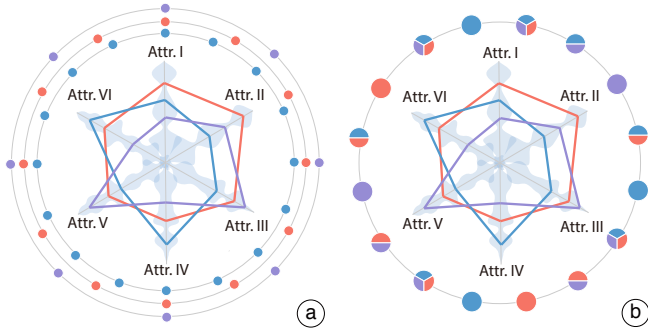 Attr. I
Attr. VI
Attr. II
Attr. V
Attr. III
Attr. IV
a
Attr. I
Attr. VI
Attr. II
Attr. V
Attr. III
Attr. IV
b